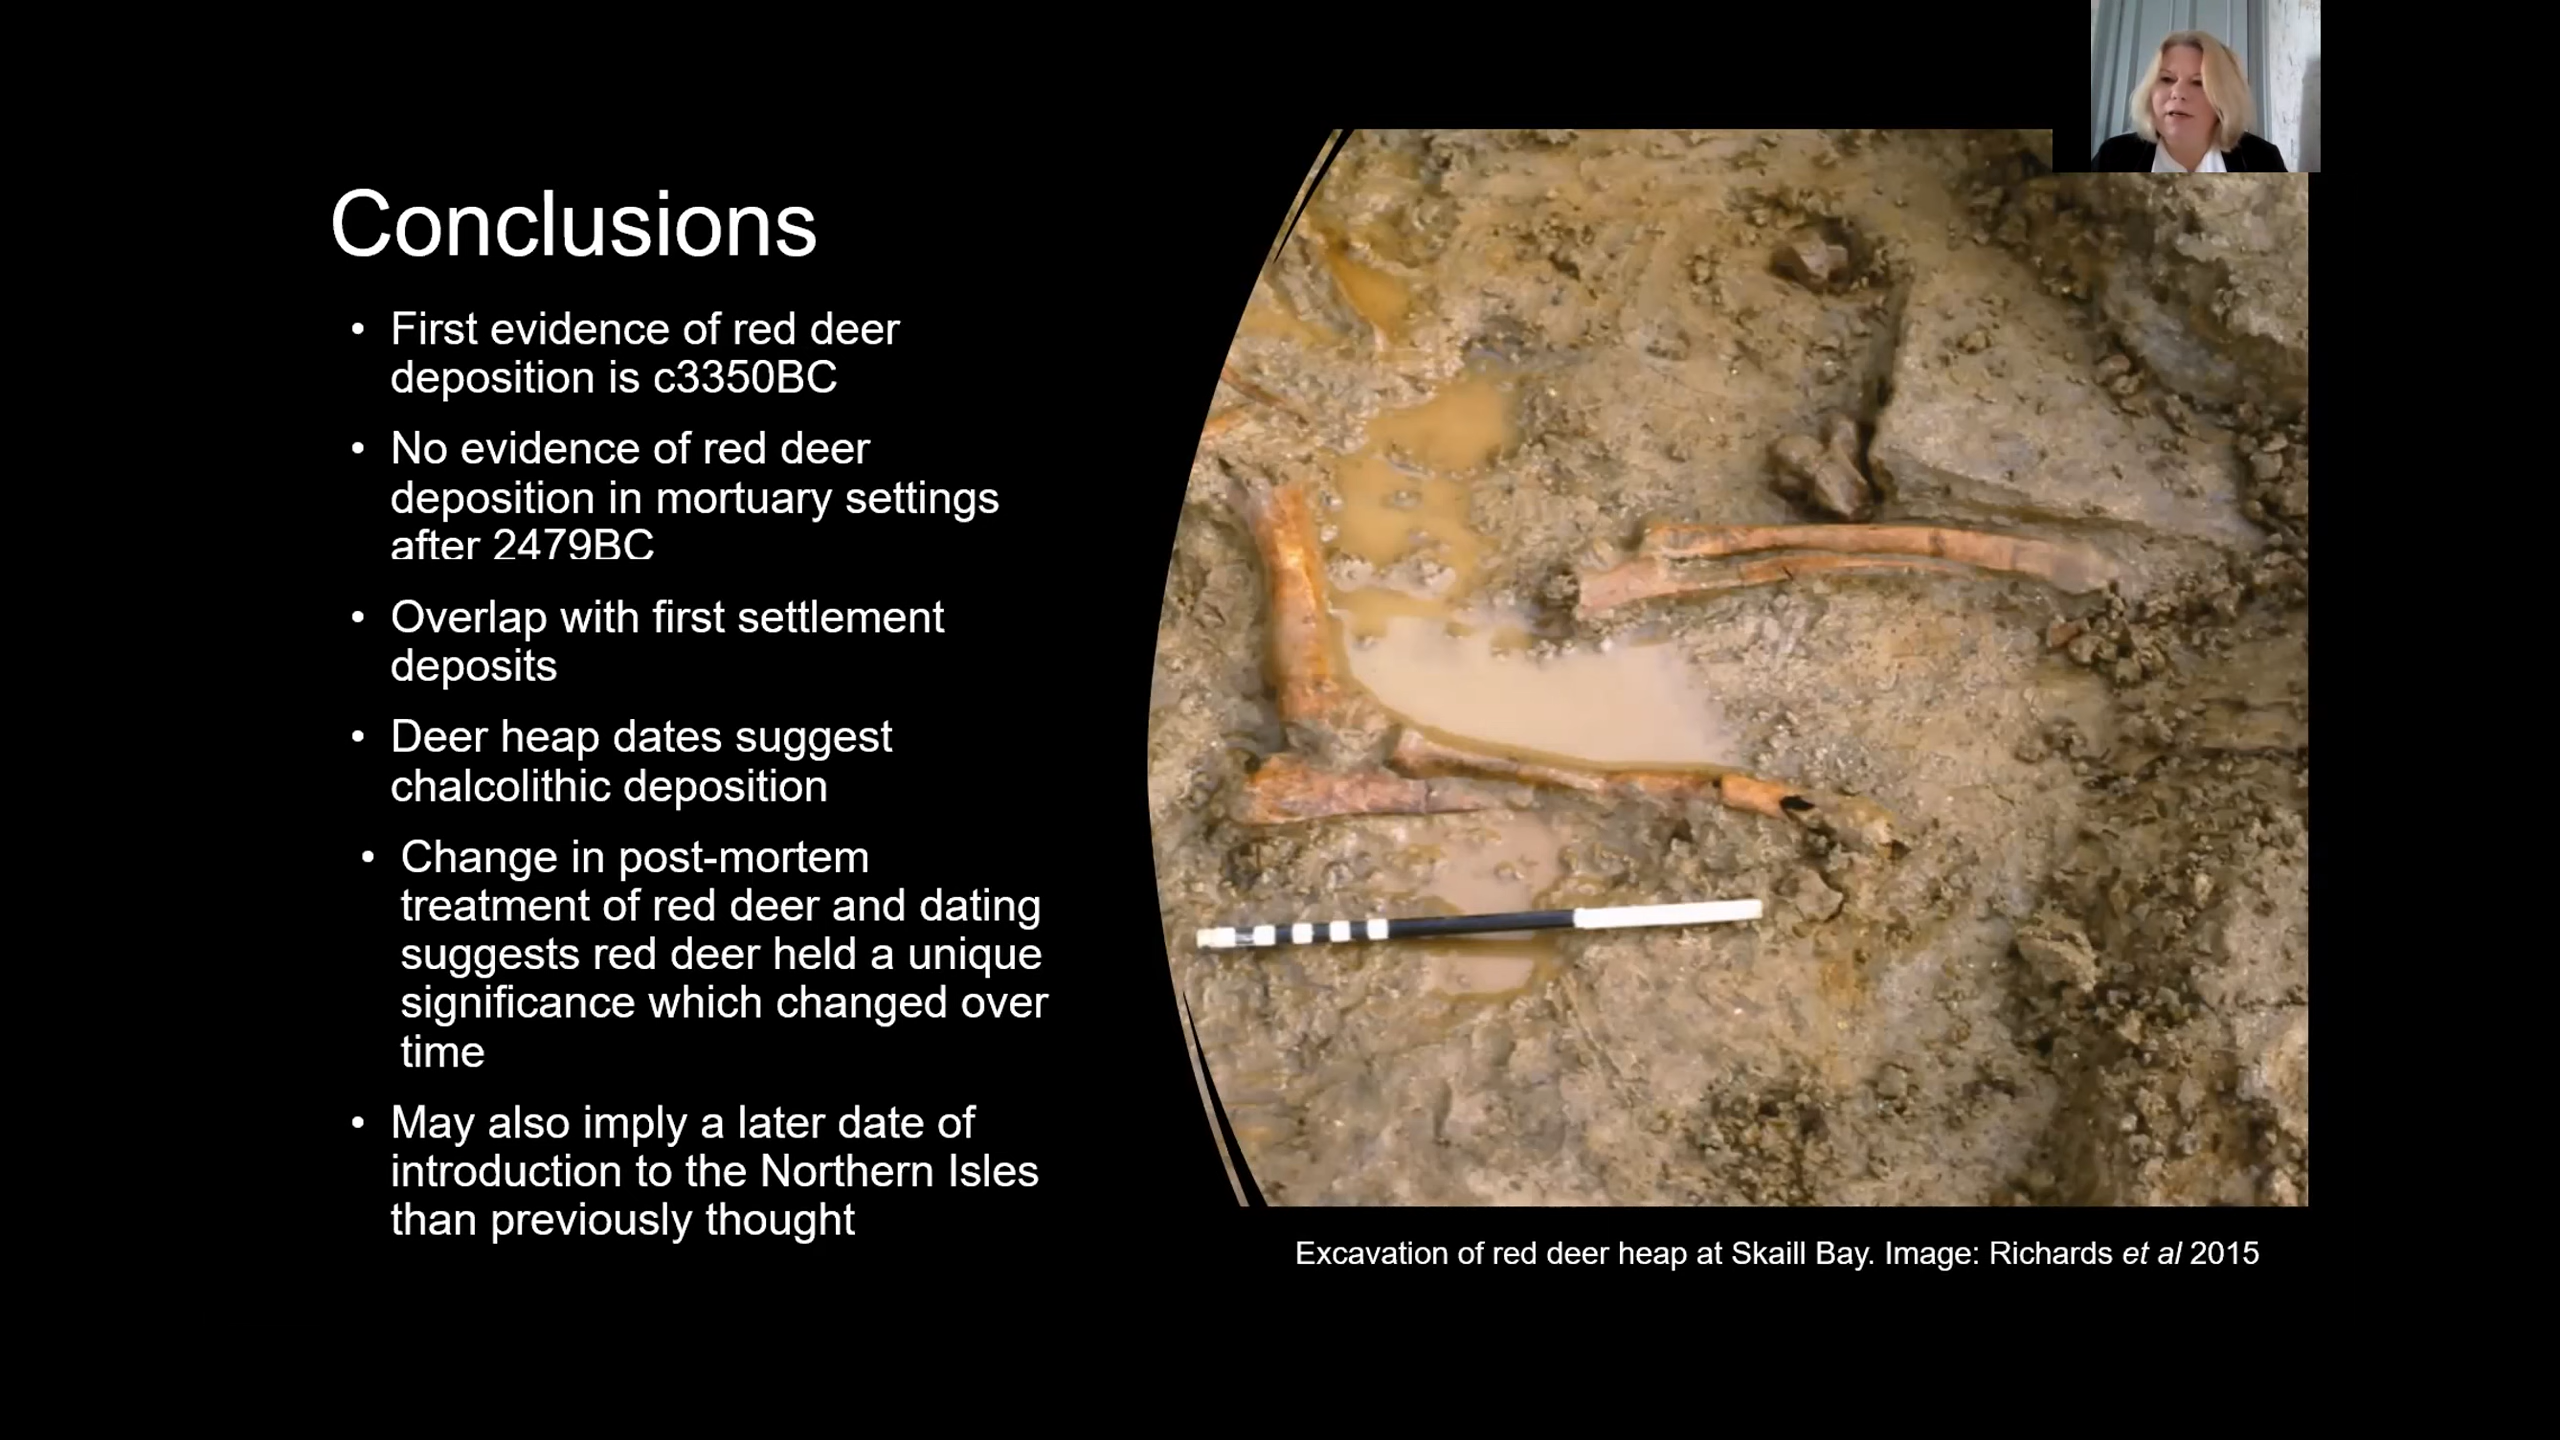 Conclusions
• First evidence of red deer
deposition is c3350BC
• No evidence of red deer
deposition in mortuary settings
after 2479BC
• Overlap with first settlement
deposits
• Deer heap dates suggest
chalcolithic deposition
• Change in post-mortem
treatment of red deer and dating
suggests red deer held a unique
significance which changed over
time
• May also imply a later date of
introduction to the Northern Isles
than previously thought
Excavation of red deer heap at Skaill Bay. Image: Richards et al 2015